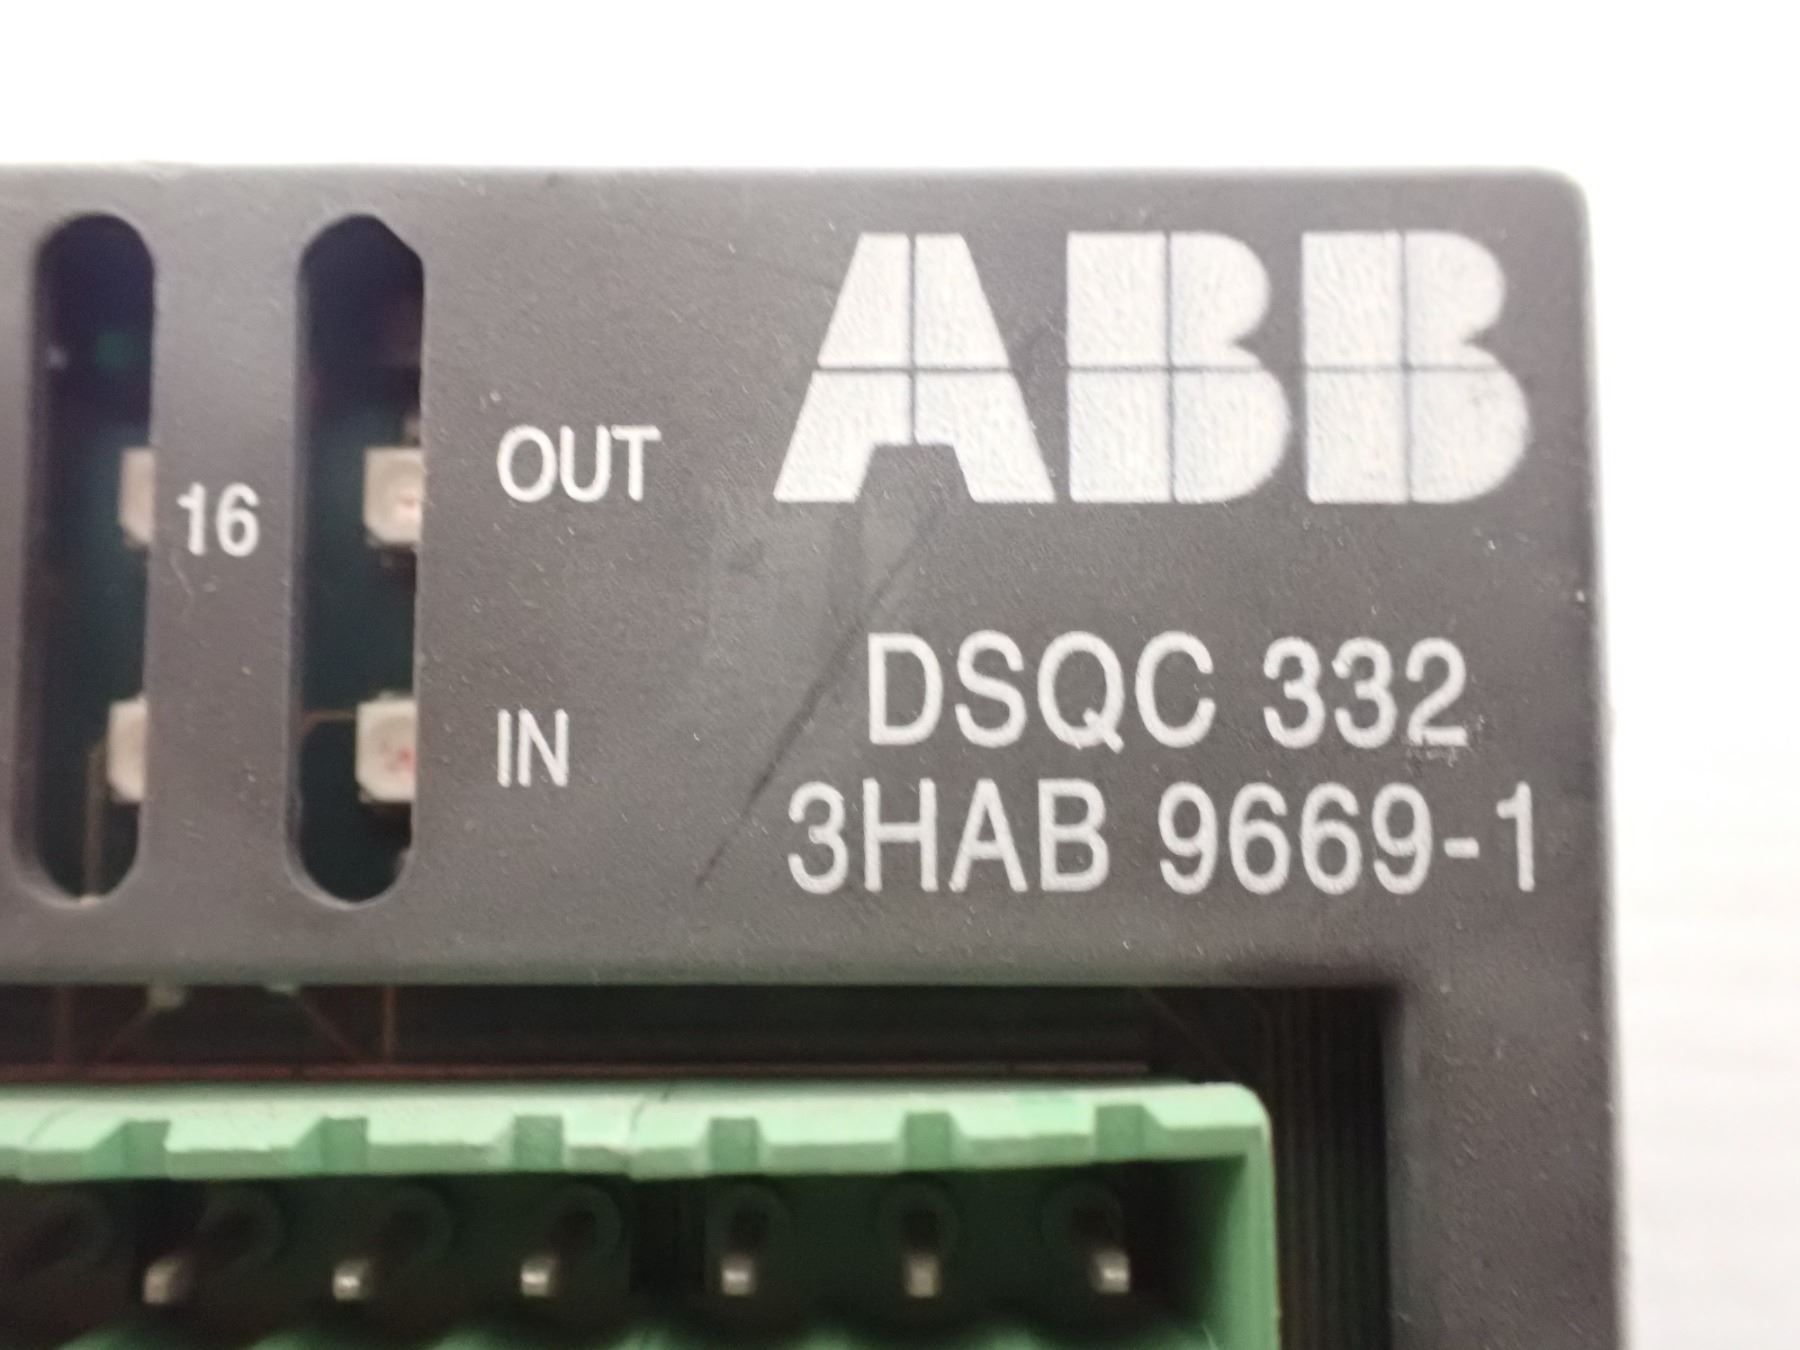 ABB
16
OUT
IN
DSQC 332
3HAB 9669-1